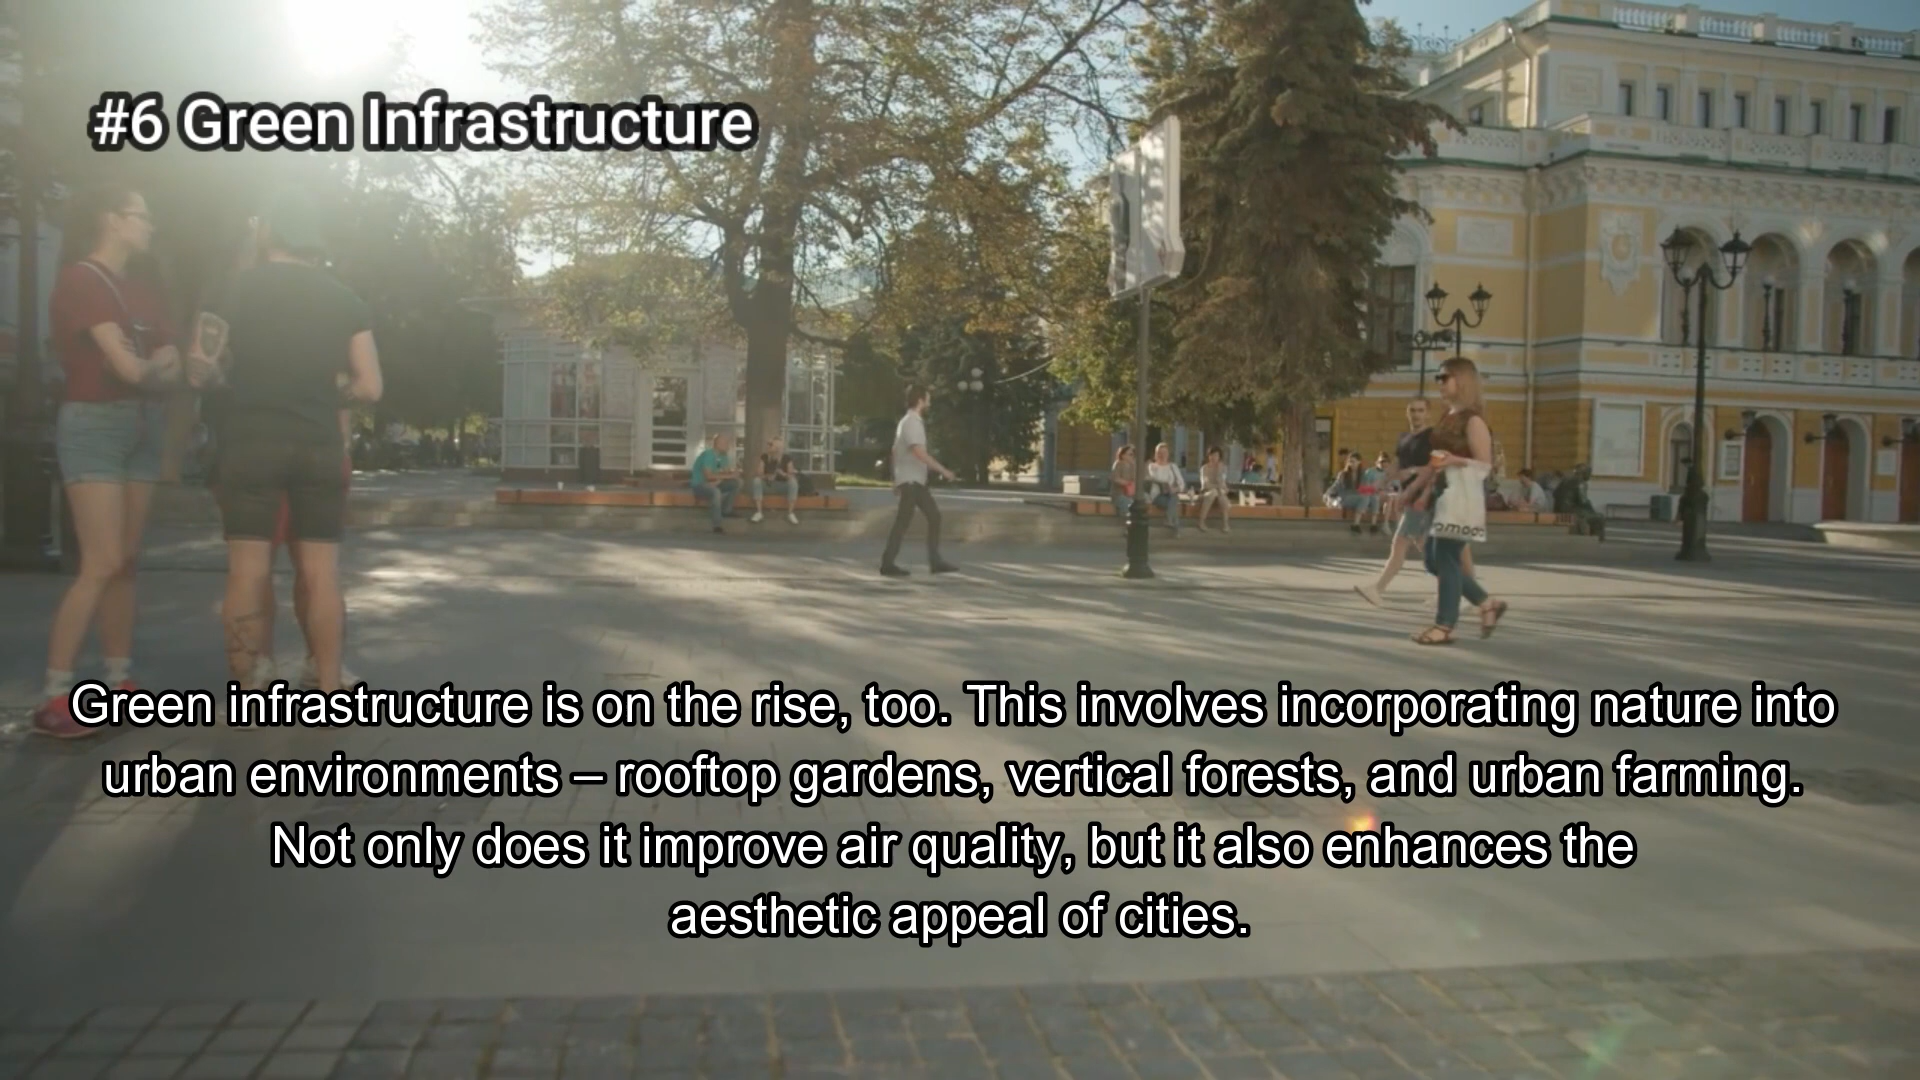 #6 Green Infrastructure
Green infrastructure is on the rise, too. This involves incorporating nature into
urban environments – rooftop gardens, vertical forests, and urban farming.
Not only does it improve air quality, but it also enhances the
aesthetic appeal of cities.